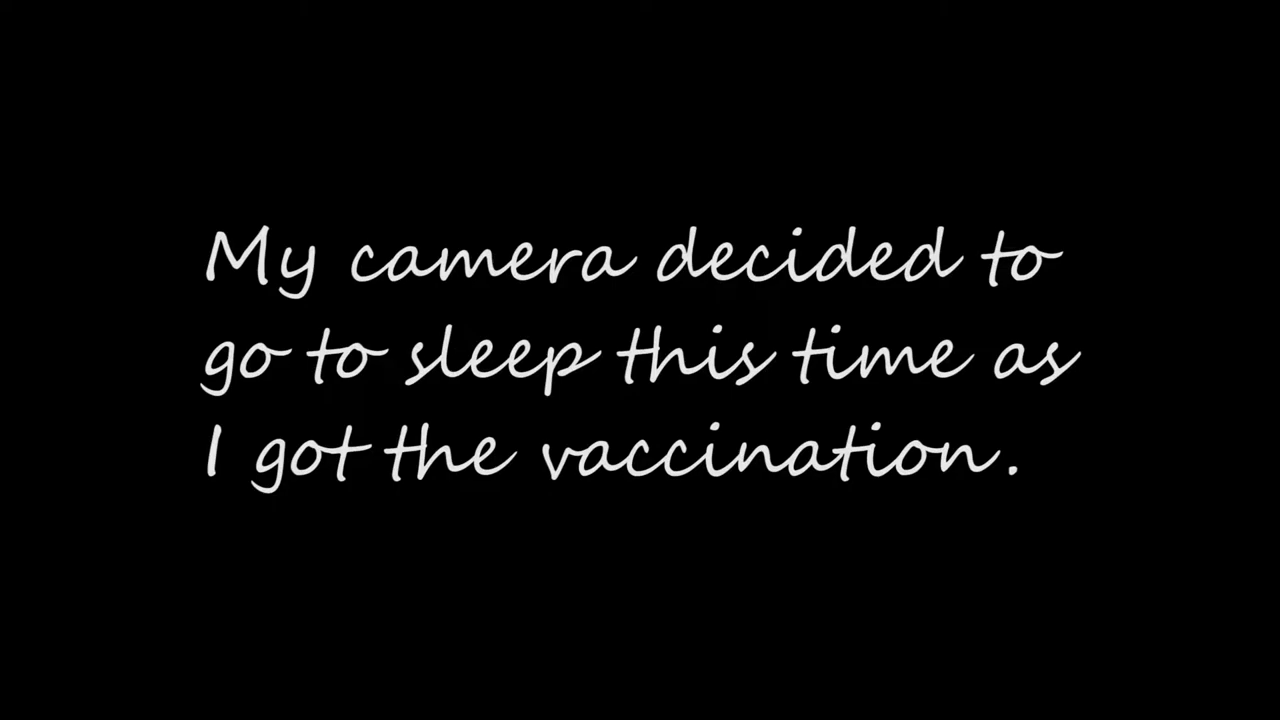 My camera decided to
go to sleep this time as
I got the vaccination.